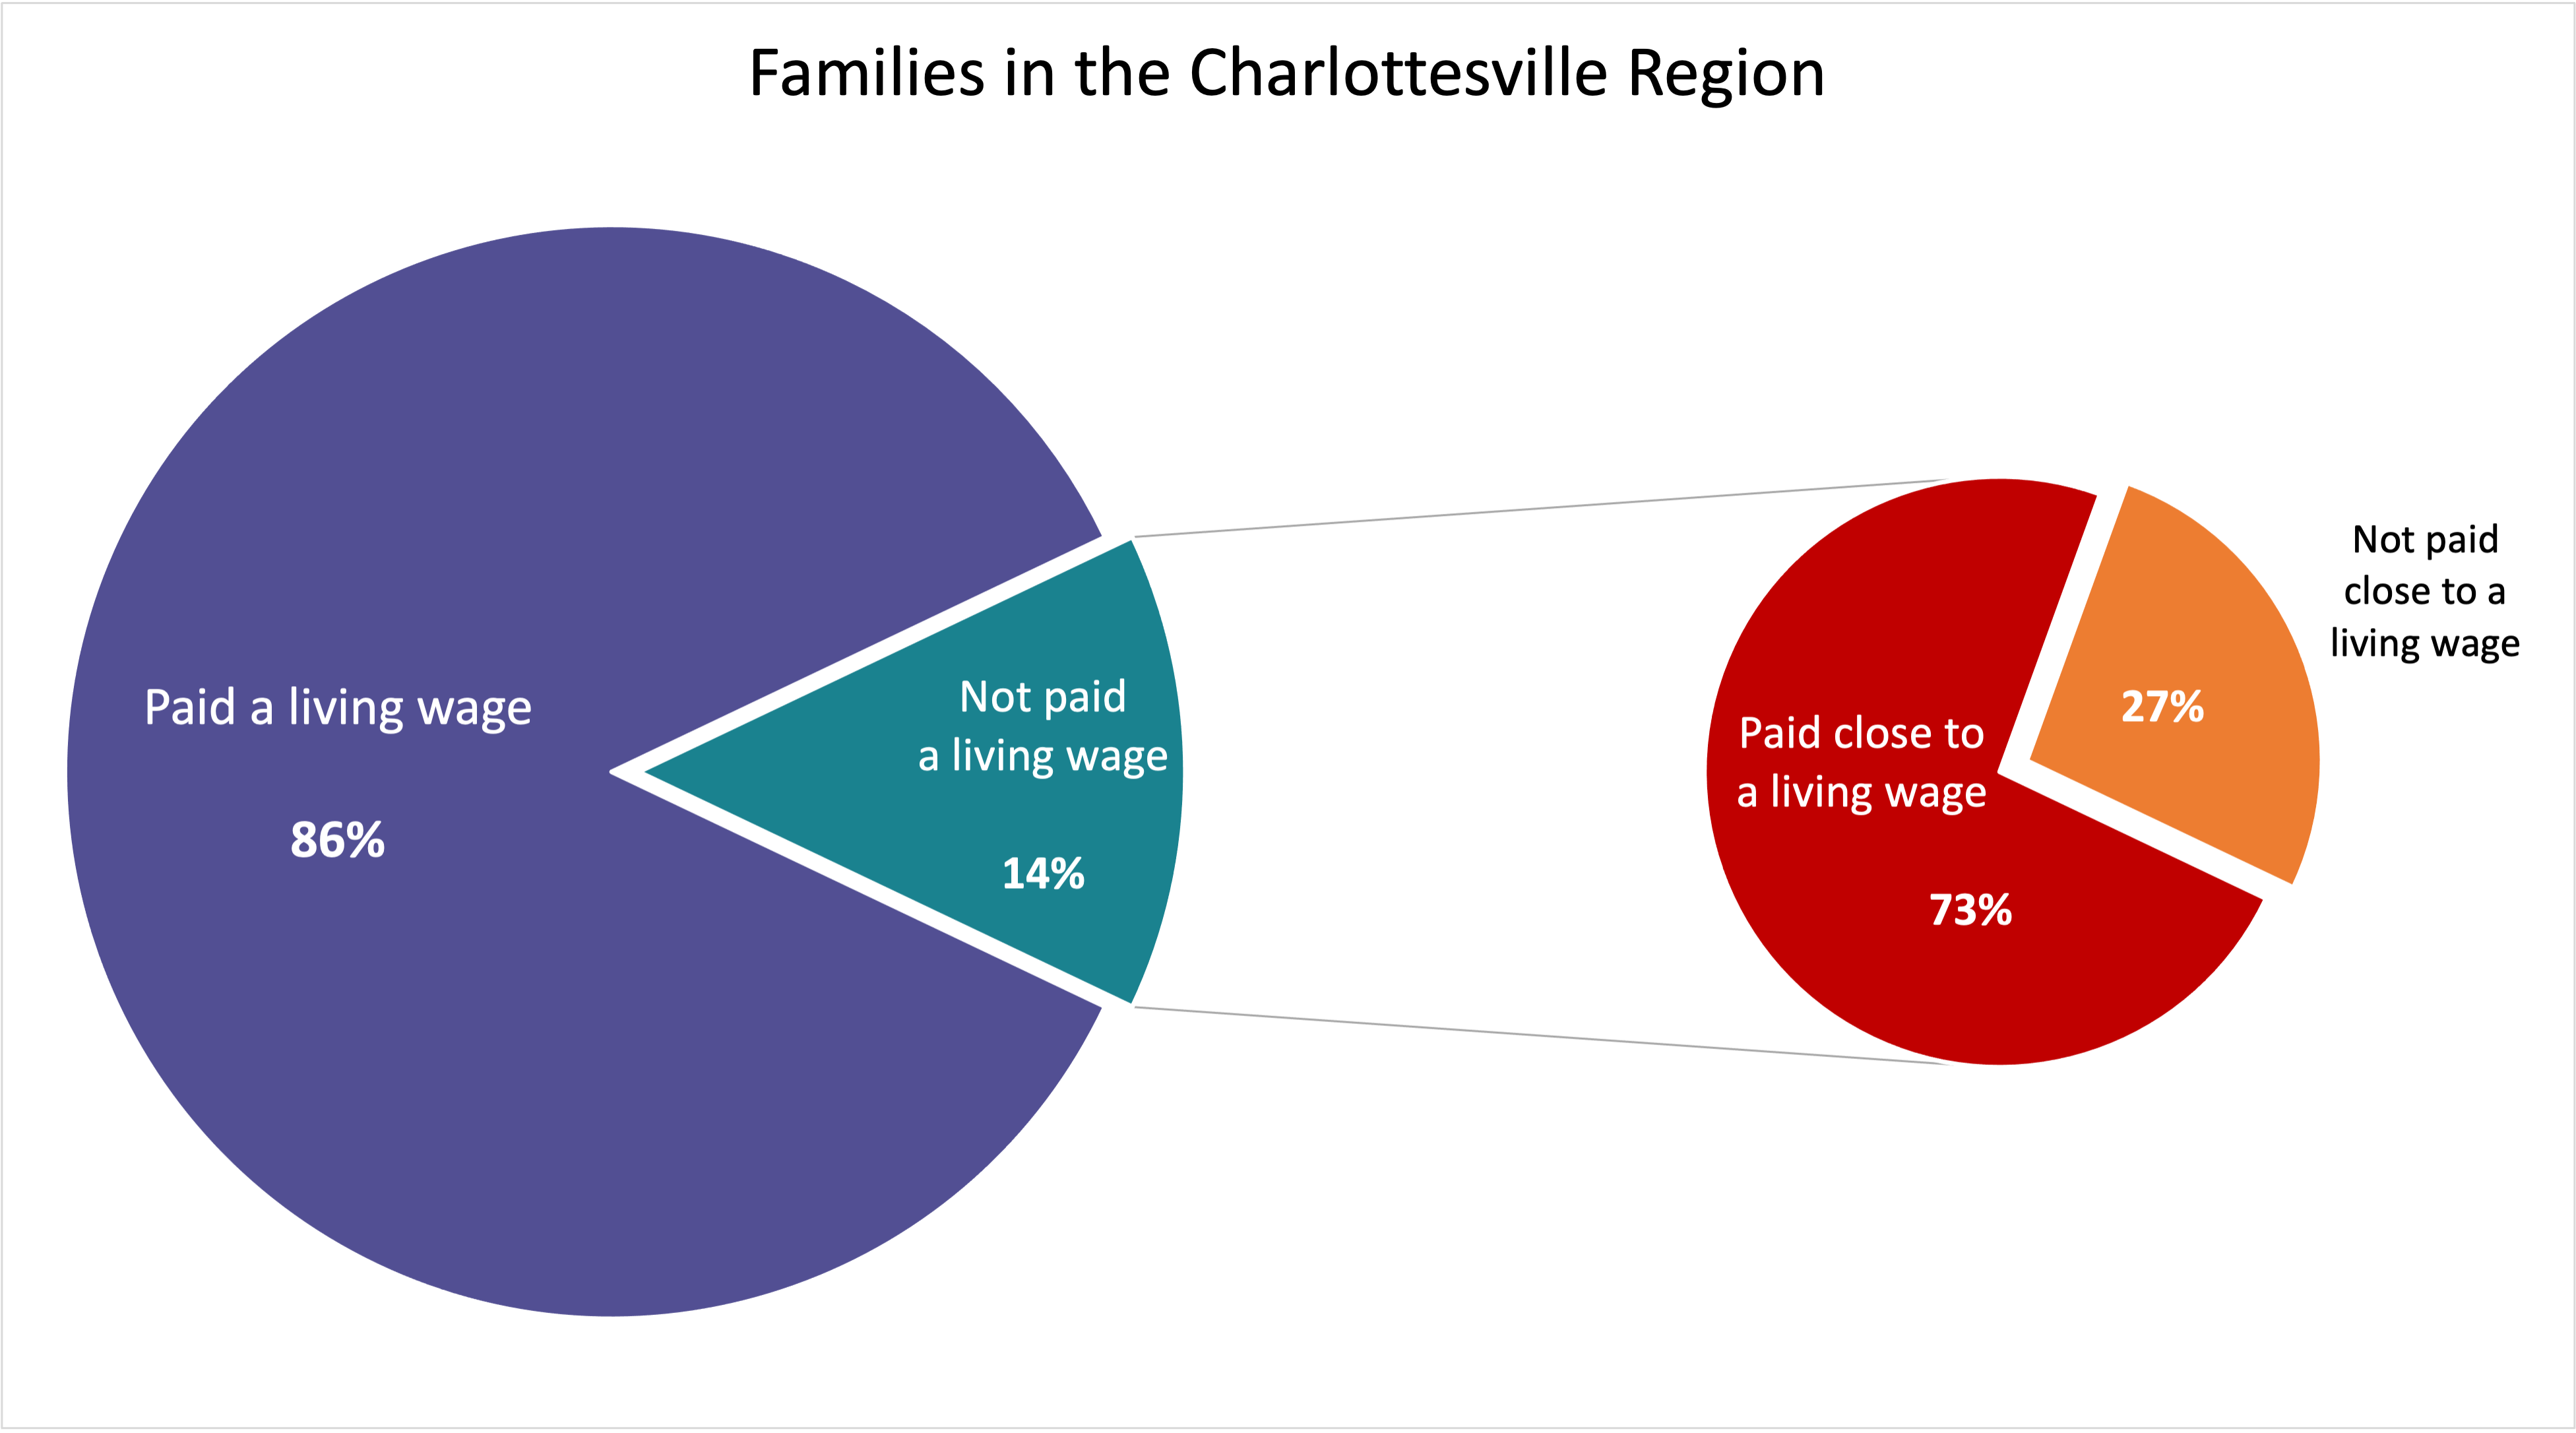 Families in the Charlottesville Region
Paid a living wage
86%
Not paid
a living wage
14%
Paid close to
a living wage
73%
27%
Not paid
close to a
living wage